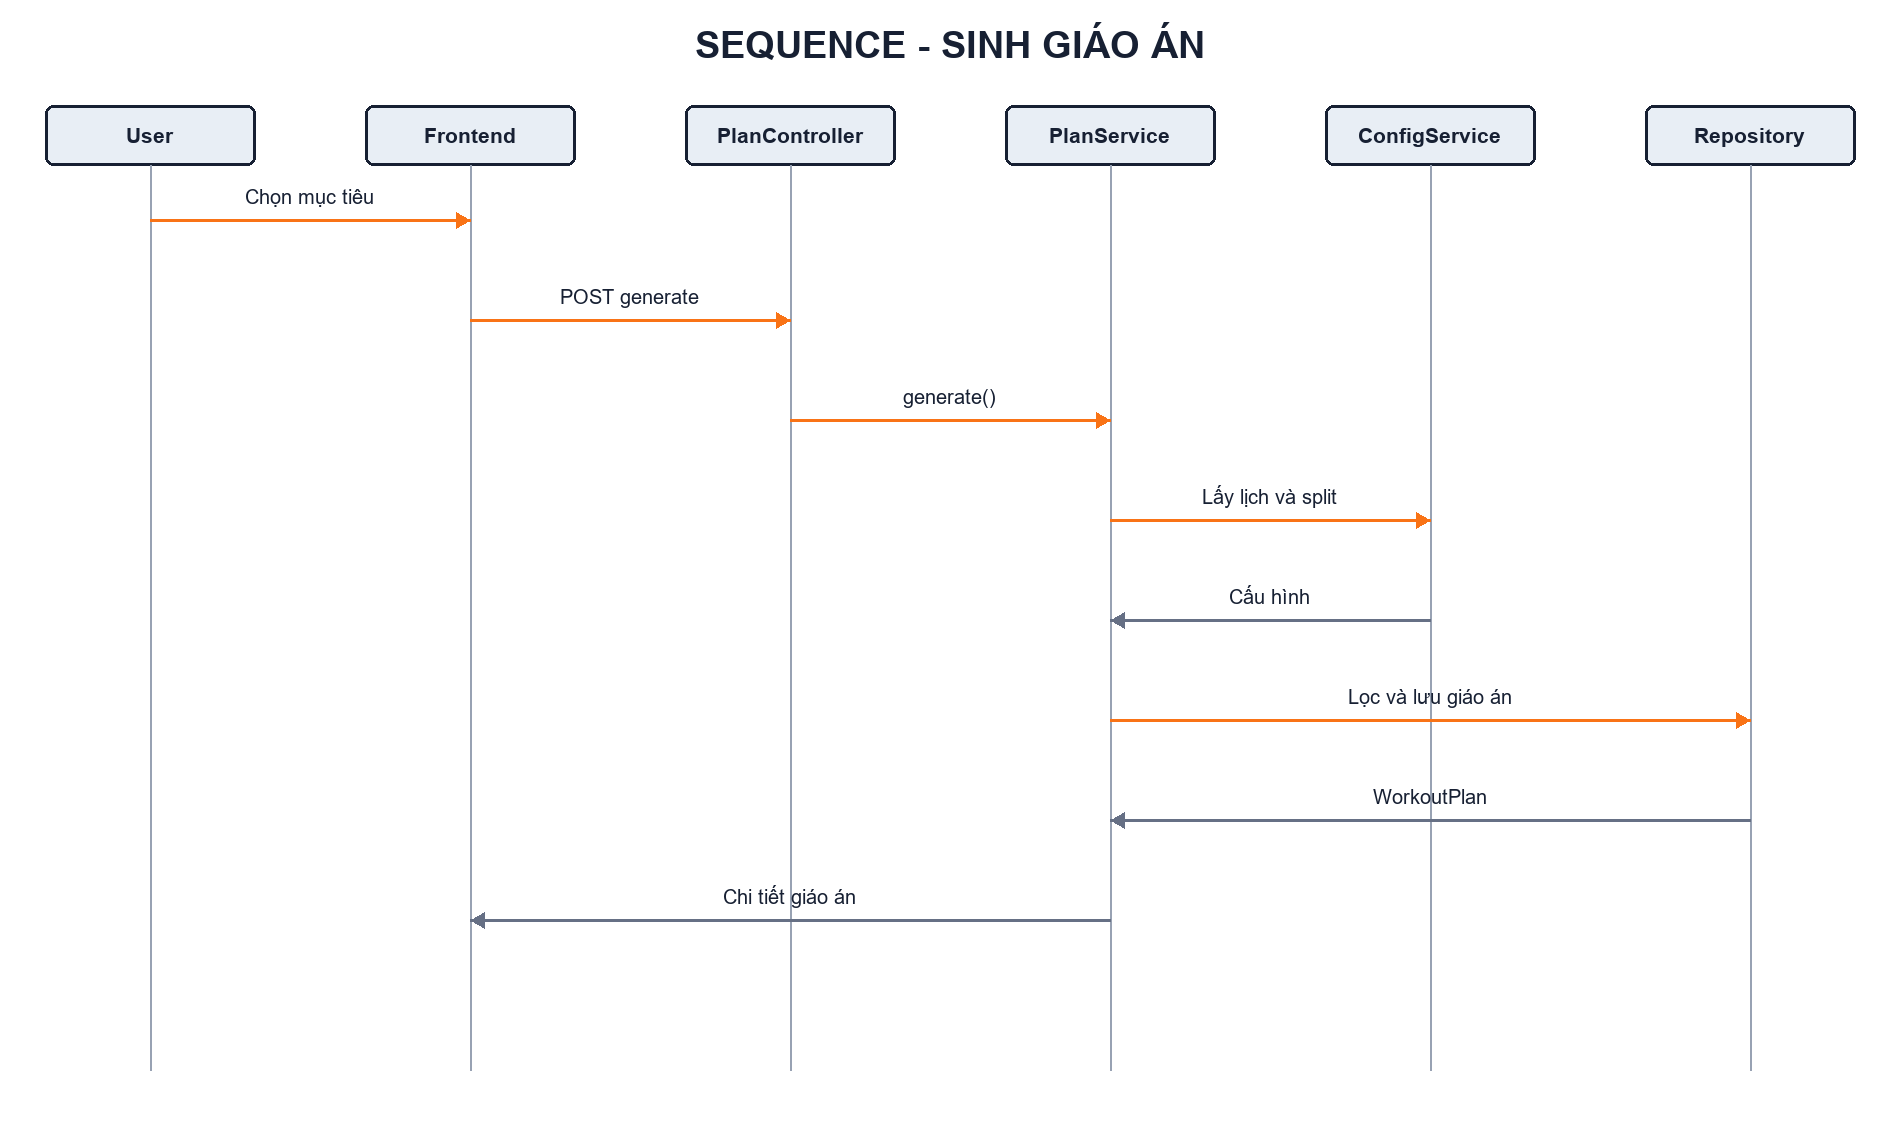 SEQUENCE - SINH GIÁO ÁN
User
Frontend
PlanController
PlanService
ConfigService
Repository
Chọn mục tiêu
POST generate
generate()
Lấy lịch và split
Cấu hình
Lọc và lưu giáo án
WorkoutPlan
Chi tiết giáo án